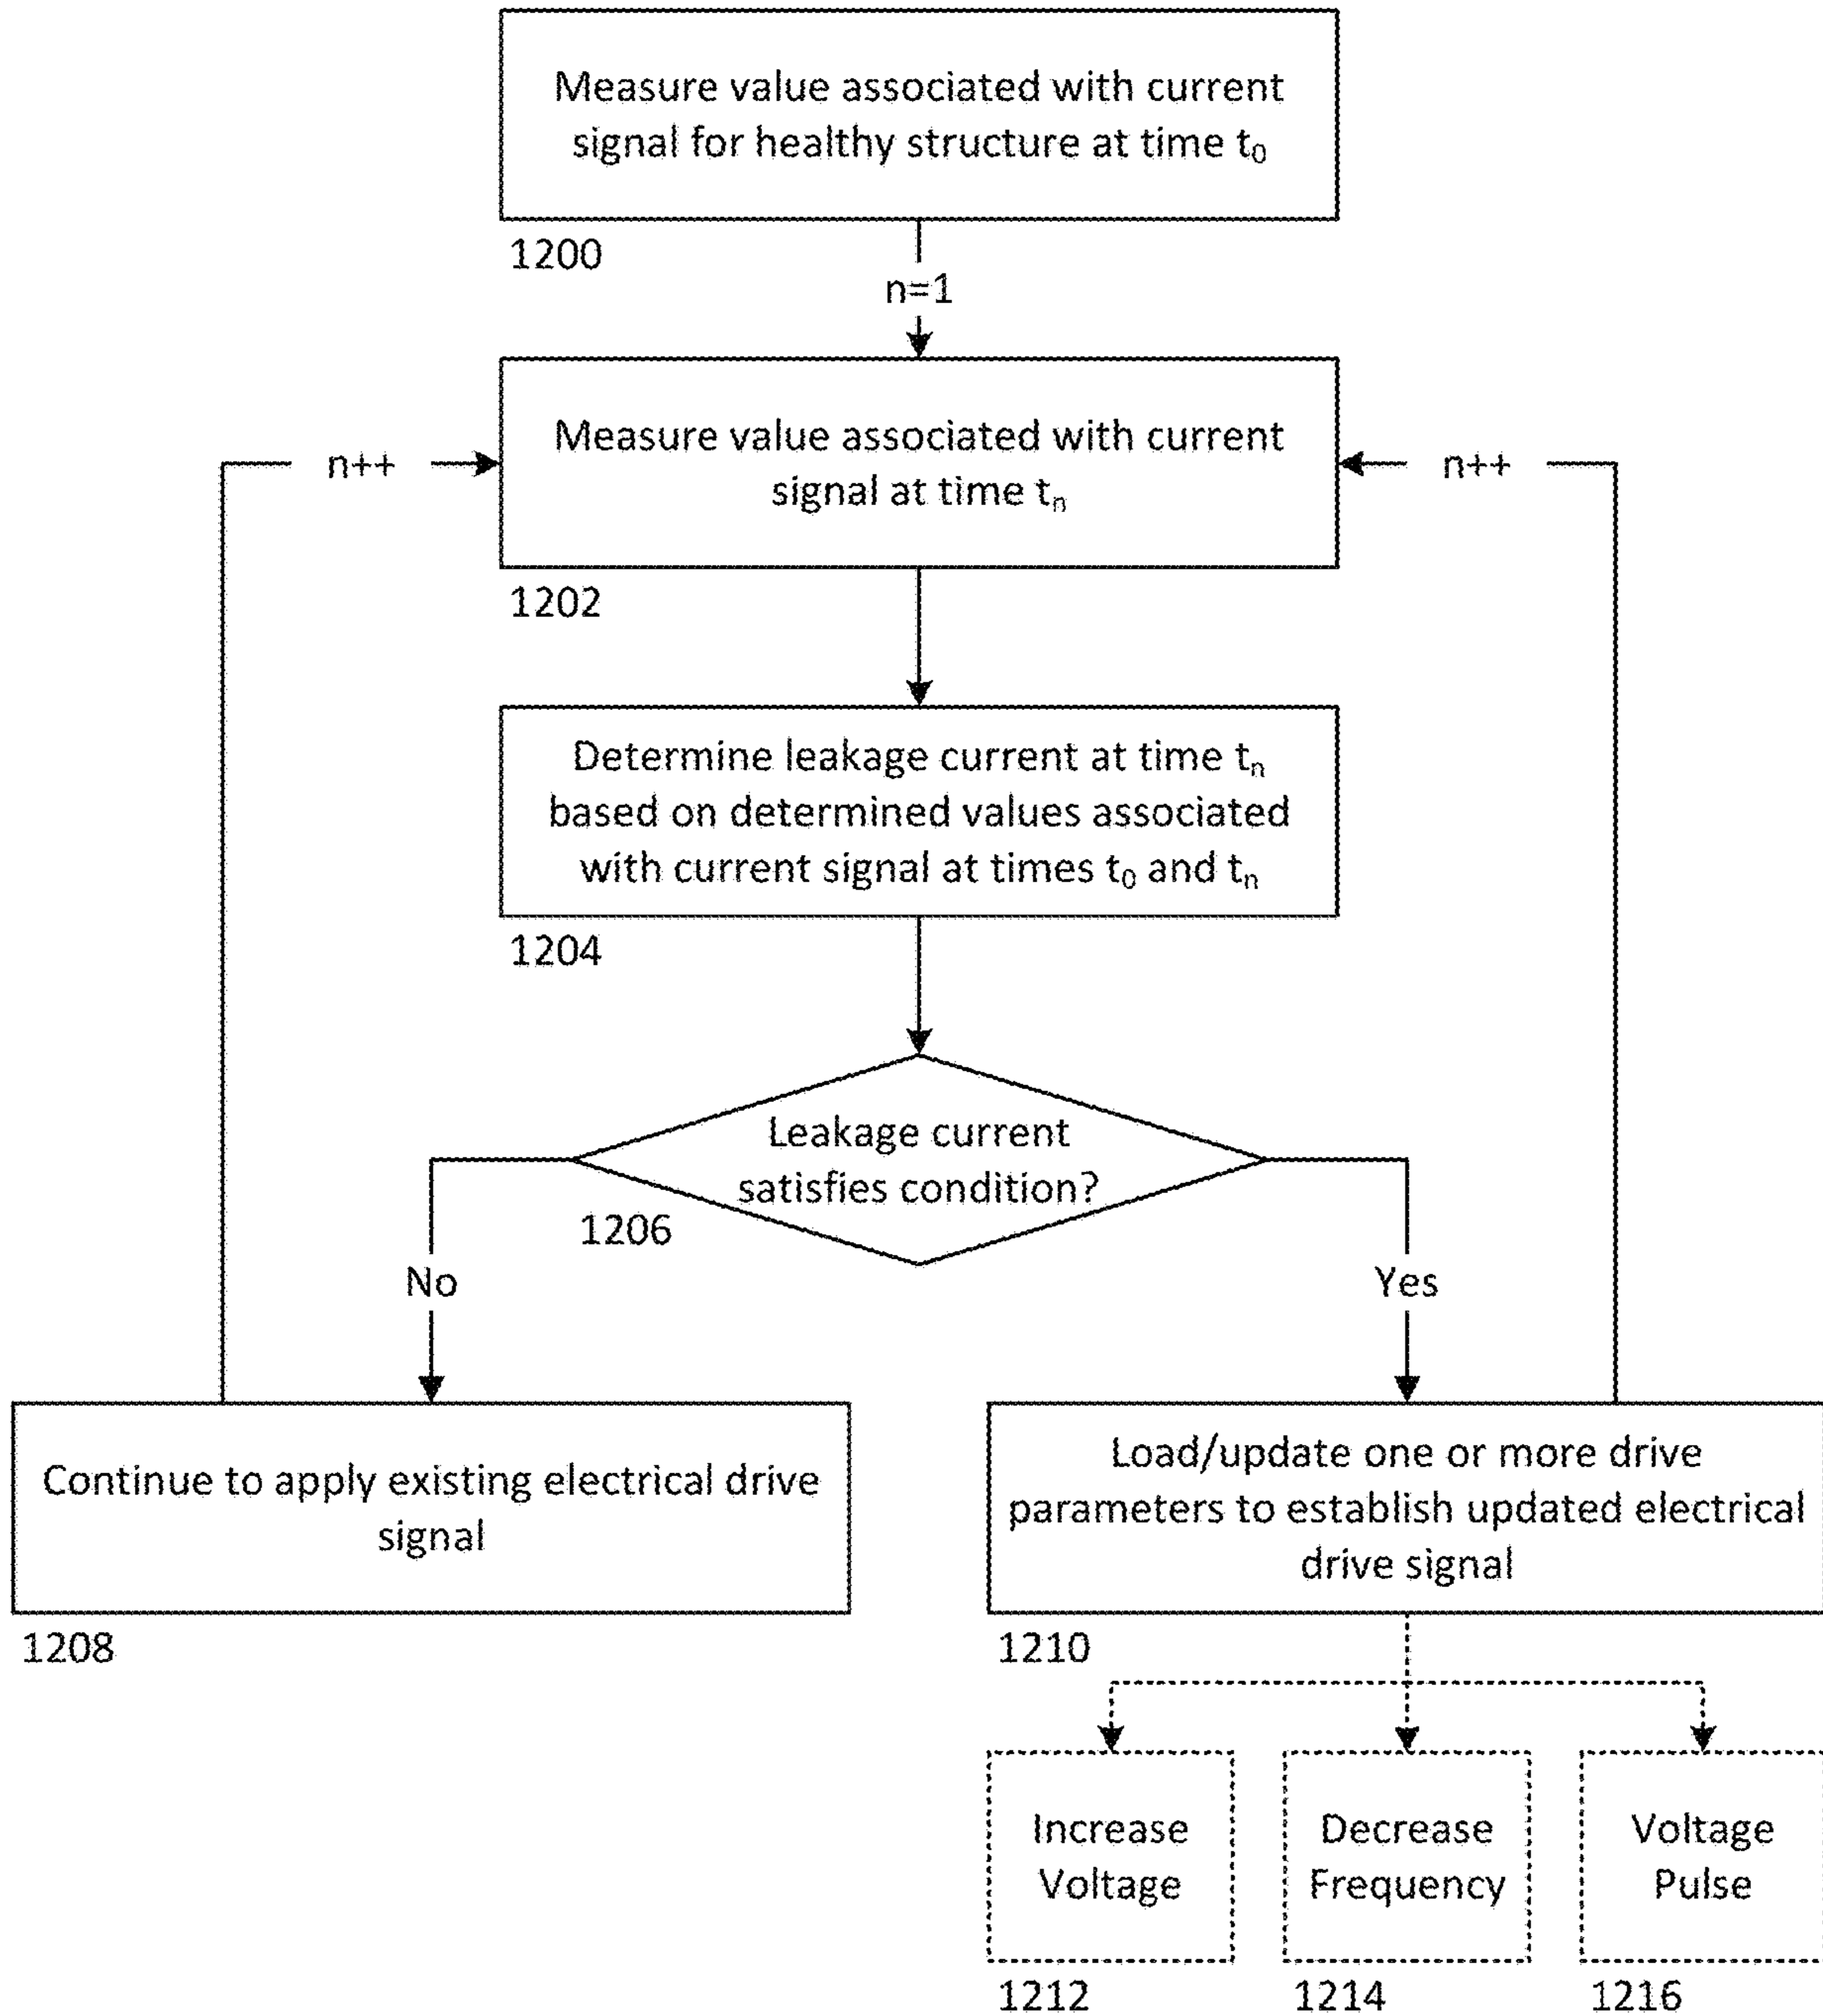 Measure value associated with current
signal for healthy structure at time t₀
1200
n=1
Measure value associated with current
signal at time tₙ
n++
n++
1202
Determine leakage current at time tₙ
based on determined values associated
with current signal at times t₀ and tₙ
1204
Leakage current
satisfies condition?
1206
No
Yes
Continue to apply existing electrical drive
signal
1208
Load/update one or more drive
parameters to establish updated electrical
drive signal
1210
Increase
Voltage
1212
Decrease
Frequency
1214
Voltage
Pulse
1216